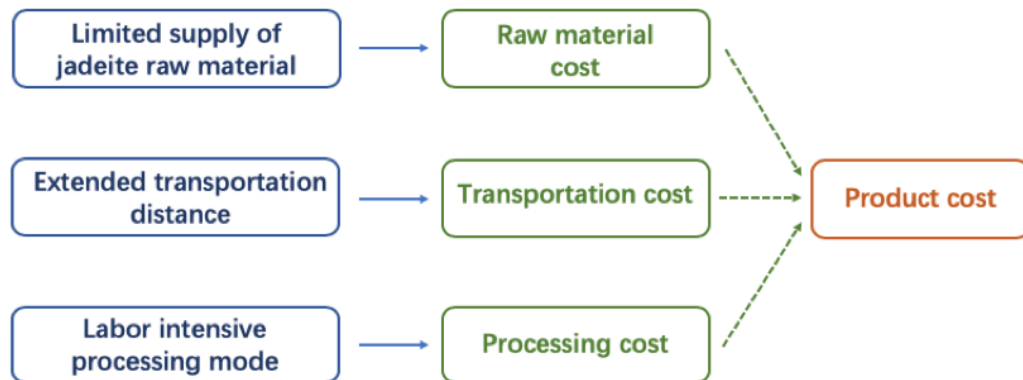 Limited supply of
jadeite raw material
Raw material
cost
Extended transportation
distance
Transportation cost
Product cost
Labor intensive
processing mode
Processing cost